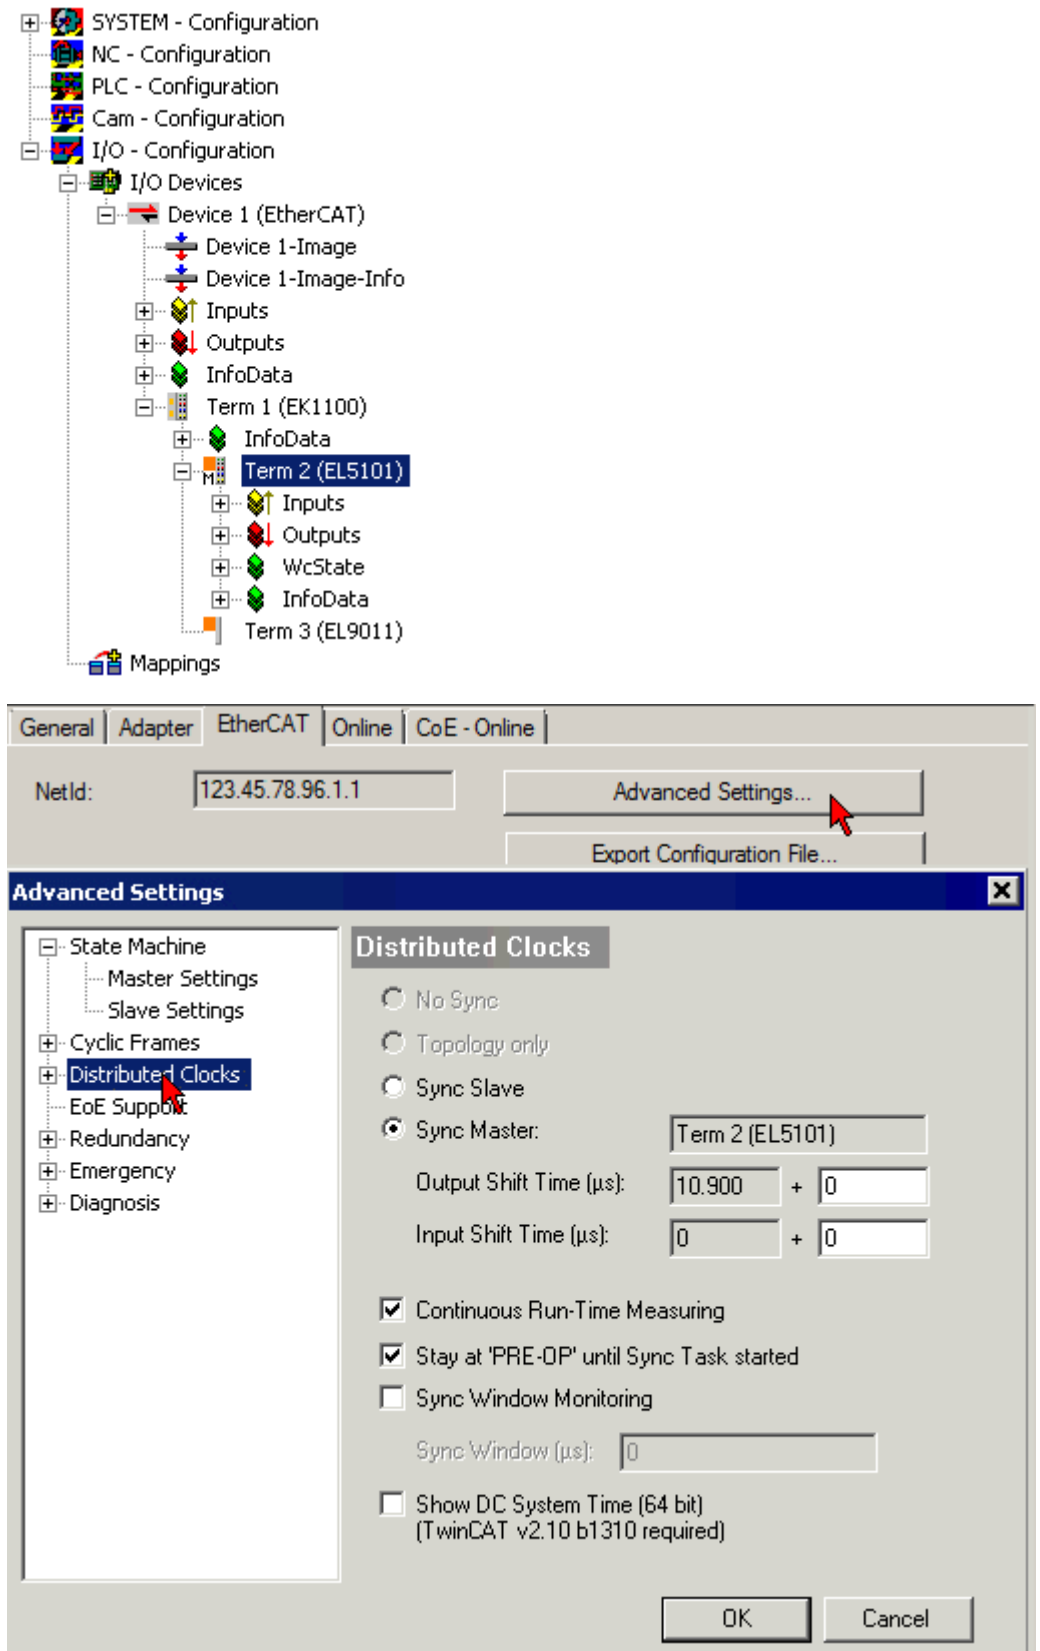 SYSTEM - Configuration
NC - Configuration
PLC - Configuration
Cam - Configuration
I/O - Configuration
I/O Devices
Device 1 (EtherCAT)
Device 1-Image
Device 1-Image-Info
Inputs
Outputs
InfoData
Term 1 (EK1100)
InfoData
M Term 2 (EL5101)
Inputs
Outputs
WcState
InfoData
Term 3 (EL9011)
Mappings
General Adapter EtherCAT Online CoE - Online
NetId: 123.45.78.96.1.1 Advanced Settings...
Export Configuration File...
Advanced Settings
State Machine
Master Settings
Slave Settings
Cyclic Frames
Distributed Clocks
EoE Support
Redundancy
Emergency
Diagnosis
Distributed Clocks
No Sync
Topology only
Sync Slave
Sync Master: Term 2 (EL5101)
Output Shift Time (µs): 10.900 + 0
Input Shift Time (µs): 0 + 0
Continuous Run-Time Measuring
Stay at 'PRE-OP' until Sync Task started
Sync Window Monitoring
Sync Window (µs): 0
Show DC System Time (64 bit)
(TwinCAT v2.10 b1310 required)
OK Cancel